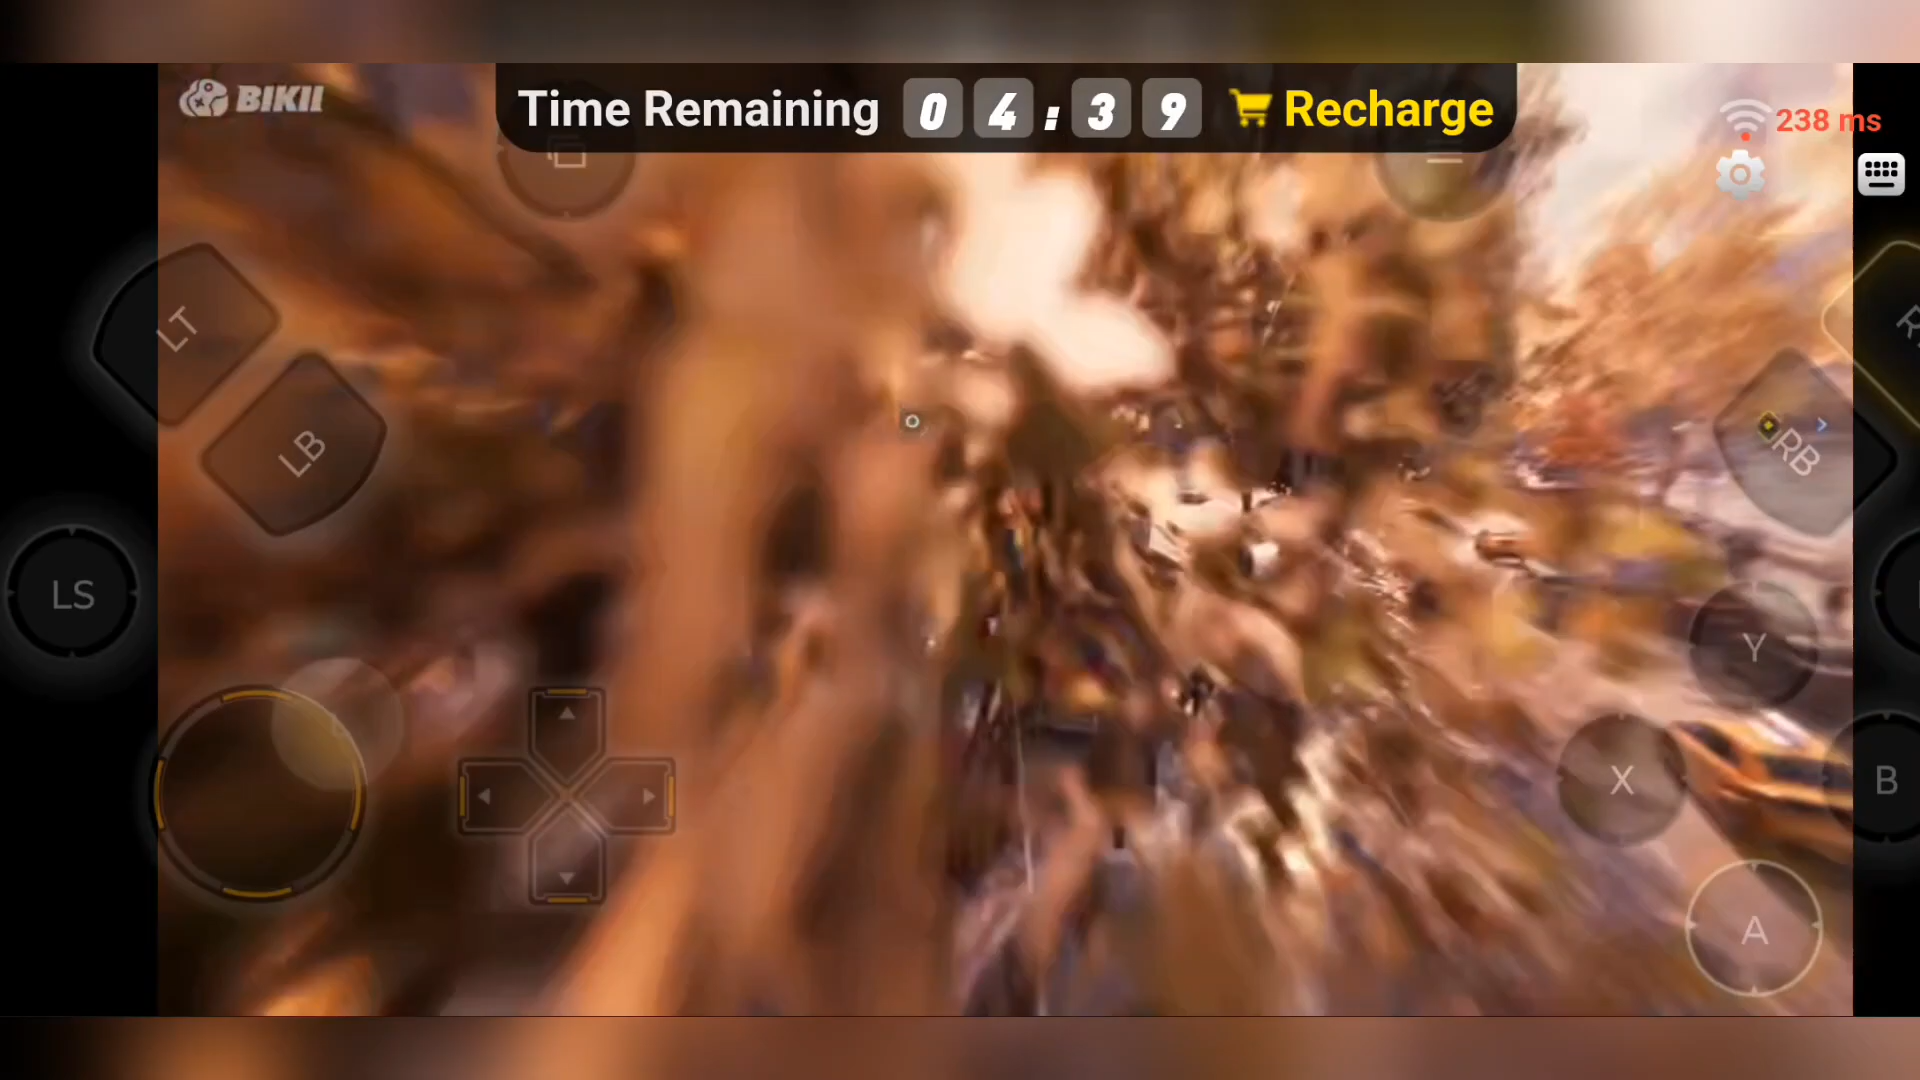 BIKII
Time Remaining 04:39 Recharge
238 ms
LT
LB
RB
LS
Y
X
B
A